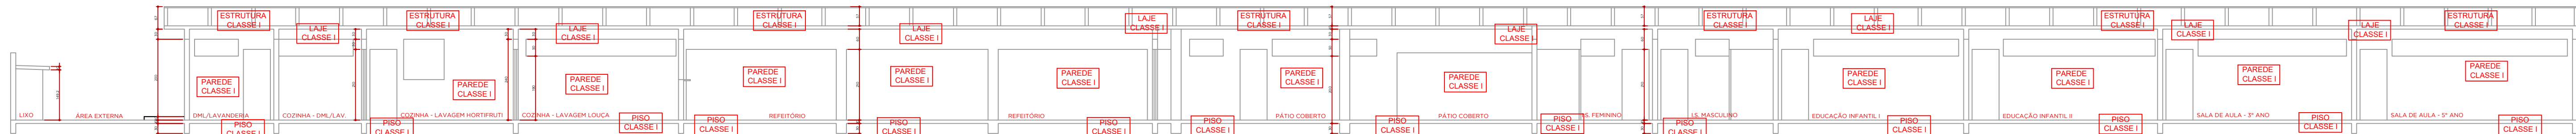 ESTRUTURA
CLASSE I
ESTRUTURA
CLASSE I
ESTRUTURA
CLASSE I
ESTRUTURA
CLASSE I
ESTRUTURA
CLASSE I
ESTRUTURA
CLASSE I
ESTRUTURA
CLASSE I
LAJE
CLASSE I
LAJE
CLASSE I
LAJE
CLASSE I
LAJE
CLASSE I
LAJE
CLASSE I
LAJE
CLASSE I
LAJE
CLASSE I
LAJE
CLASSE I
PAREDE
CLASSE I
PAREDE
CLASSE I
PAREDE
CLASSE I
PAREDE
CLASSE I
PAREDE
CLASSE I
PAREDE
CLASSE I
PAREDE
CLASSE I
PAREDE
CLASSE I
PAREDE
CLASSE I
PAREDE
CLASSE I
PAREDE
CLASSE I
PAREDE
CLASSE I
LIXO
ÁREA EXTERNA
DML/LAVANDERIA
COZINHA - DML/LAV.
COZINHA - LAVAGEM HORTIFRUTI
COZINHA - LAVAGEM LOUÇA
REFEITÓRIO
REFEITÓRIO
PÁTIO COBERTO
PÁTIO COBERTO
FEMININO
I.S. MASCULINO
EDUCAÇÃO INFANTIL I
EDUCAÇÃO INFANTIL II
SALA DE AULA - 3° ANO
SALA DE AULA - 5° ANO
PISO
CLASSE I
PISO
CLASSE I
PISO
CLASSE I
PISO
CLASSE I
PISO
CLASSE I
PISO
CLASSE I
PISO
CLASSE I
PISO
CLASSE I
PISO
CLASSE I
PISO
CLASSE I
PISO
CLASSE I
PISO
CLASSE I
PISO
CLASSE I